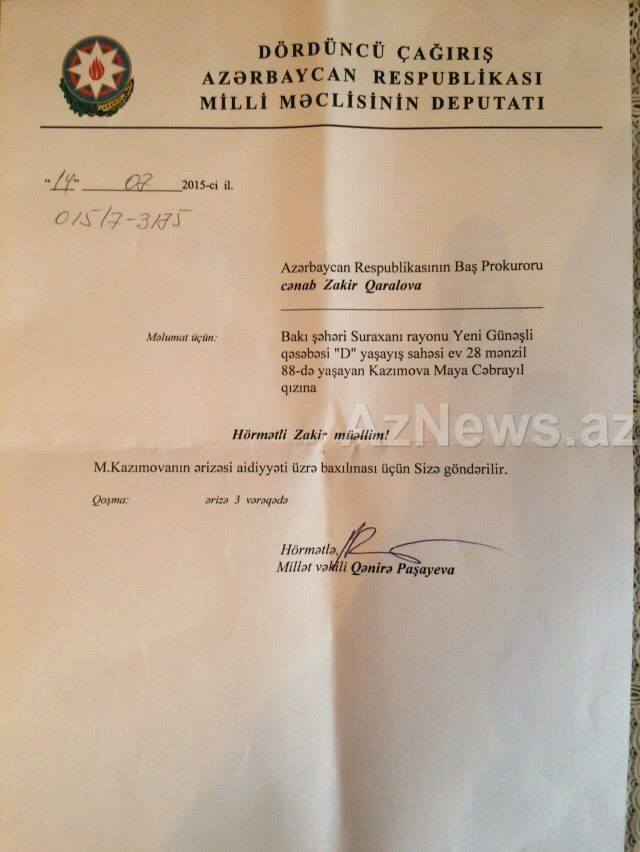 DÖRDÜNCÜ ÇAĞIRIŞ
AZƏRBAYCAN RESPUBLİKASI
MİLLİ MƏCLİSİNİN DEPUTATI
"14" 07 2015-ci il.
015/7-3175
Azərbaycan Respublikasının Baş Prokuroru
cənab Zakir Qaralova
Məlumat üçün:
Bakı şəhəri Suraxanı rayonu Yeni Günəşli
qəsəbəsi "D" yaşayış sahəsi ev 28 mənzil
88-də yaşayan Kazımova Maya Cəbrayıl
qızına
AzNews.az
Hörmətli Zakir müəllim!
M.Kazımovanın ərizəsi aidiyyəti üzrə baxılması üçün Sizə göndərilir.
Qoşma: ərizə 3 vərəqdə
Hörmətlə,
Millət vəkili Qənirə Paşayeva